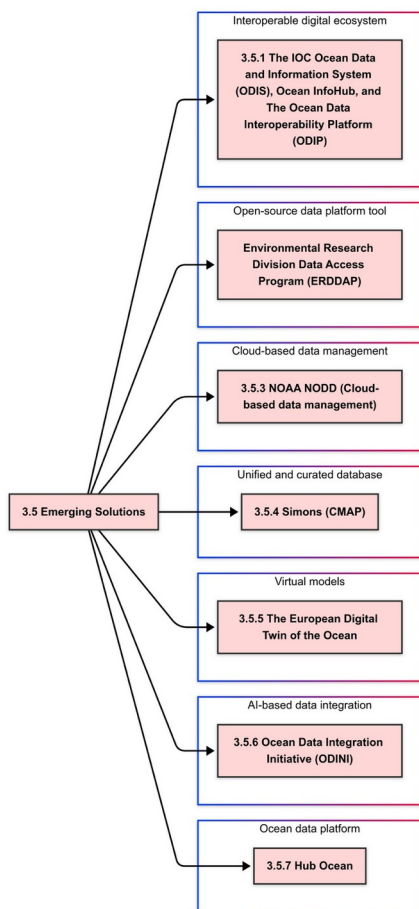 Interoperable digital ecosystem
3.5.1 The IOC Ocean Data
and Information System
(ODIS), Ocean InfoHub, and
The Ocean Data
Interoperability Platform
(ODIP)
Open-source data platform tool
Environmental Research
Division Data Access
Program (ERDDAP)
Cloud-based data management
3.5.3 NOAA NODD (Cloud-
based data management)
Unified and curated database
3.5 Emerging Solutions
3.5.4 Simons (CMAP)
Virtual models
3.5.5 The European Digital
Twin of the Ocean
AI-based data integration
3.5.6 Ocean Data Integration
Initiative (ODINI)
Ocean data platform
3.5.7 Hub Ocean